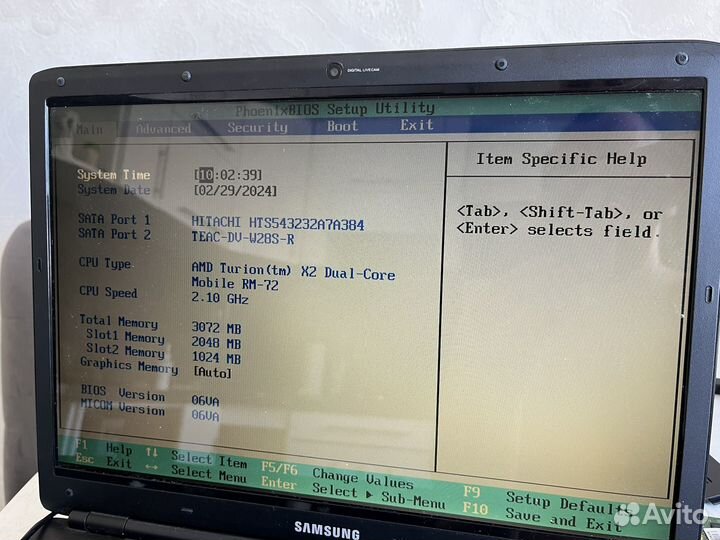 DIGITAL LIVECAM
PhoenixBIOS Setup Utility
Main Advanced Security Boot Exit
System Time [10:02:39]
System Date [02/29/2024]
SATA Port 1 HITACHI HTS543232A7A384
SATA Port 2 TEAC-DV-W28S-R
CPU Type AMD Turion(tm) X2 Dual-Core
Mobile RM-72
CPU Speed 2.10 GHz
Total Memory 3072 MB
Slot1 Memory 2048 MB
Slot2 Memory 1024 MB
Graphics Memory [Auto]
BIOS Version 06VA
MICOM Version 06VA
Item Specific Help
<Tab>, <Shift-Tab>, or
<Enter> selects field.
F1 Help ↑↓ Select Item F5/F6 Change Values F9 Setup Defaults
Esc Exit ↔ Select Menu Enter Select ▶ Sub-Menu F10 Save and Exit
SAMSUNG
Avito